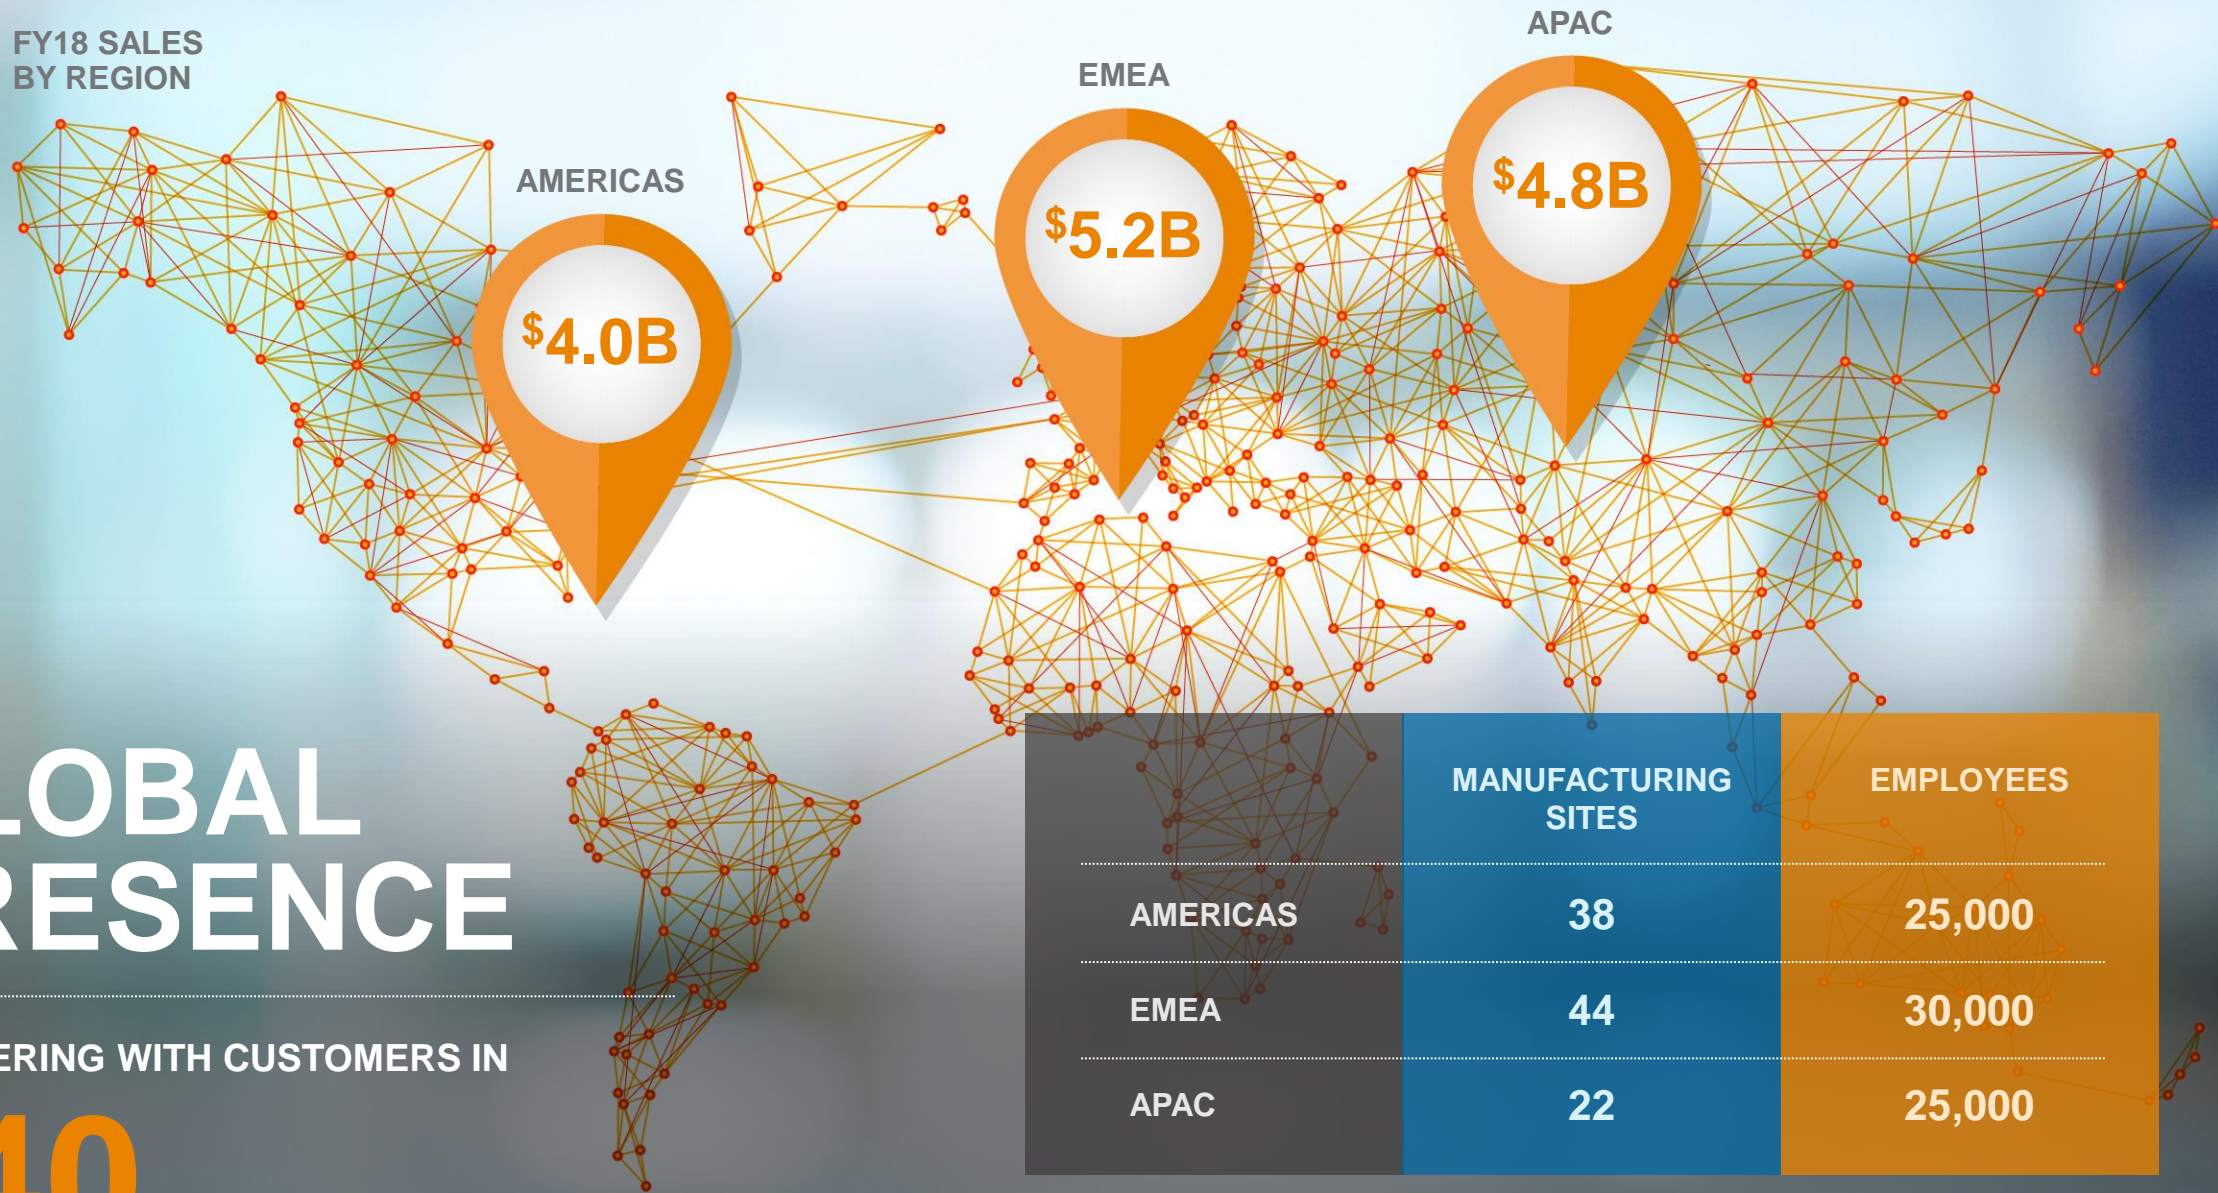 FY18 SALES
BY REGION
AMERICAS
$4.0B
EMEA
$5.2B
APAC
$4.8B
LOBAL
RESENCE
ERING WITH CUSTOMERS IN
40
MANUFACTURING
SITES
EMPLOYEES
AMERICAS 38 25,000
EMEA 44 30,000
APAC 22 25,000